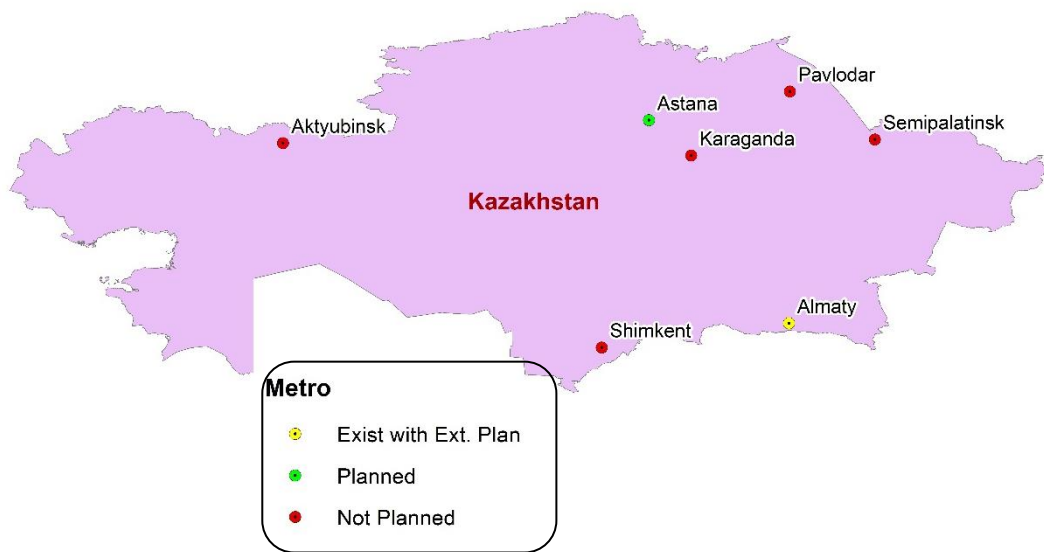 Pavlodar
Astana
Semipalatinsk
Aktyubinsk
Karaganda
Kazakhstan
Almaty
Shimkent
Metro
Exist with Ext. Plan
Planned
Not Planned